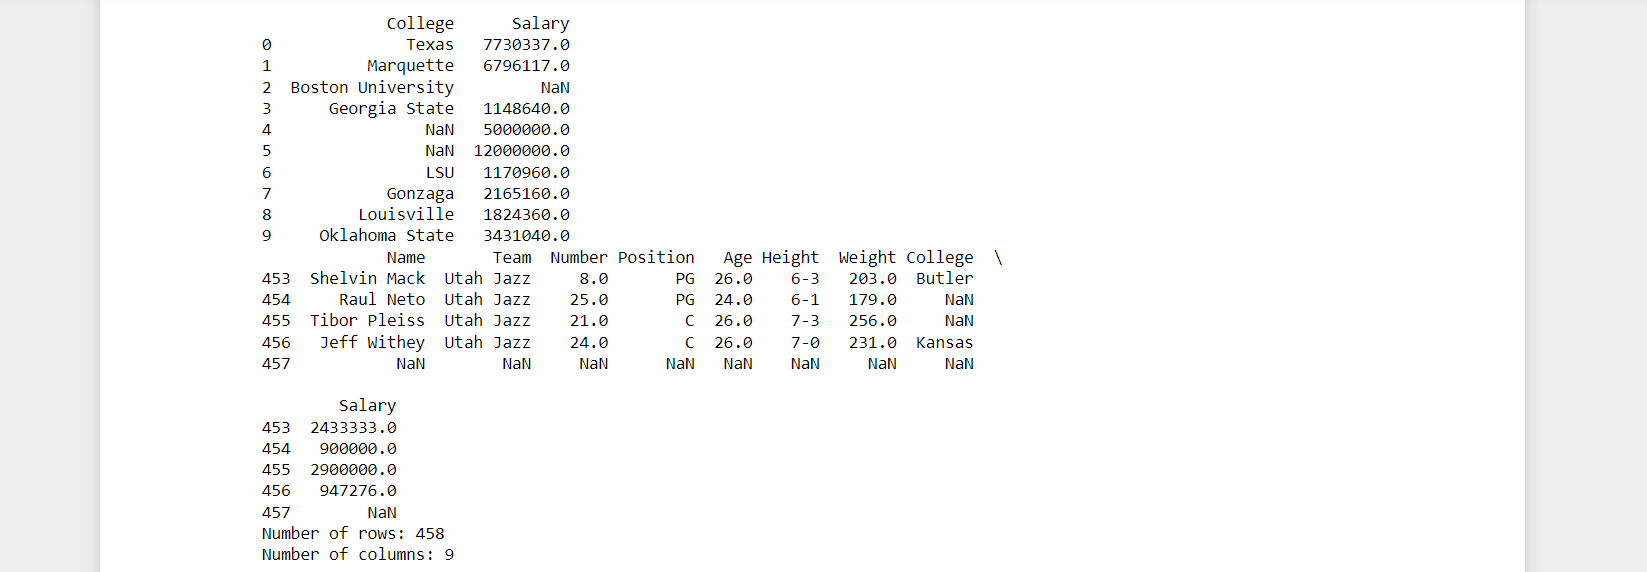 College      Salary
0              Texas   7730337.0
1          Marquette   6796117.0
2  Boston University         NaN
3      Georgia State   1148640.0
4                NaN   5000000.0
5                NaN  12000000.0
6                LSU   1170960.0
7            Gonzaga   2165160.0
8         Louisville   1824360.0
9     Oklahoma State   3431040.0
             Name       Team  Number Position   Age Height  Weight College  \
453  Shelvin Mack  Utah Jazz     8.0       PG  26.0    6-3   203.0  Butler
454     Raul Neto  Utah Jazz    25.0       PG  24.0    6-1   179.0     NaN
455  Tibor Pleiss  Utah Jazz    21.0        C  26.0    7-3   256.0     NaN
456   Jeff Withey  Utah Jazz    24.0        C  26.0    7-0   231.0  Kansas
457           NaN        NaN     NaN      NaN   NaN    NaN     NaN     NaN
        Salary
453  2433333.0
454   900000.0
455  2900000.0
456   947276.0
457        NaN
Number of rows: 458
Number of columns: 9